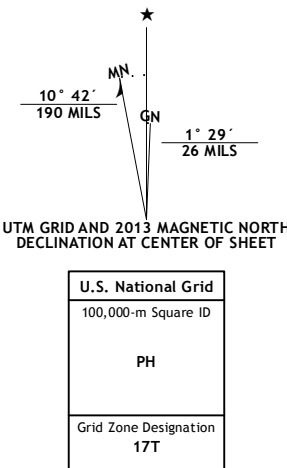 ★
MN
GN
10° 42´
190 MILS
1° 29´
26 MILS
UTM GRID AND 2013 MAGNETIC NORTH
DECLINATION AT CENTER OF SHEET
U.S. National Grid
100,000-m Square ID
PH
Grid Zone Designation
17T